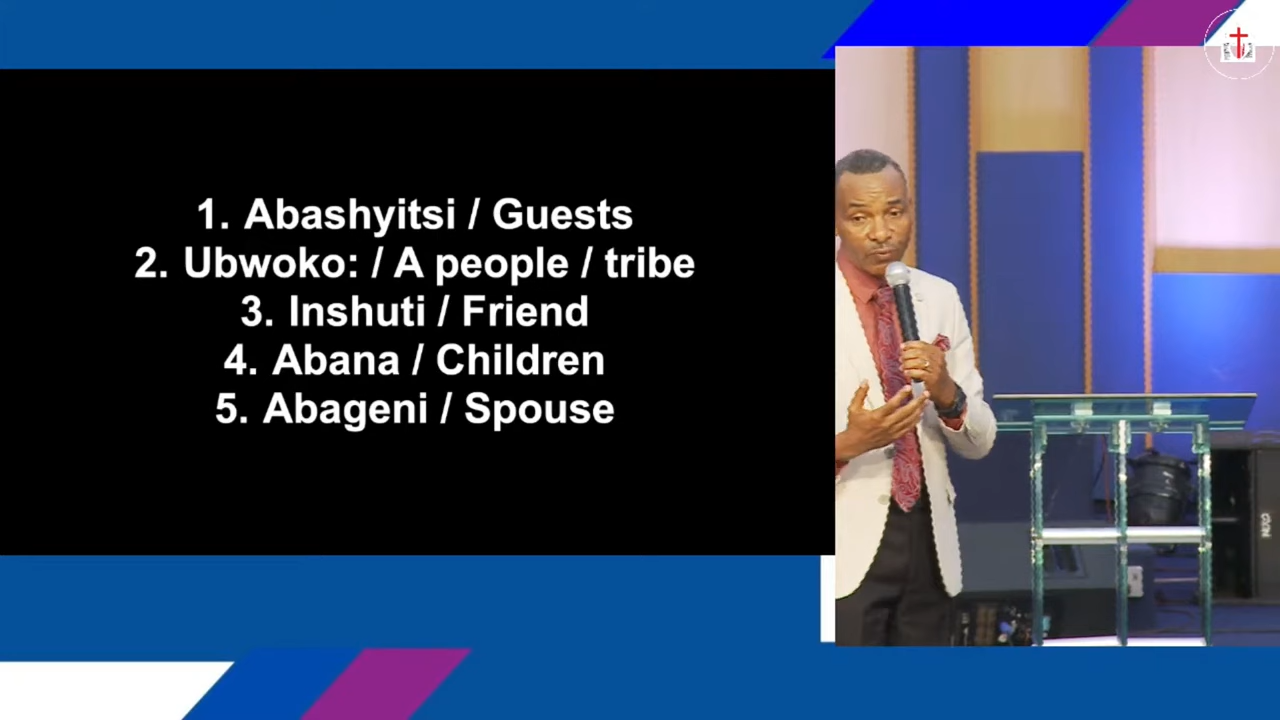 1. Abashyitsi / Guests
2. Ubwoko: / A people / tribe
3. Inshuti / Friend
4. Abana / Children
5. Abageni / Spouse